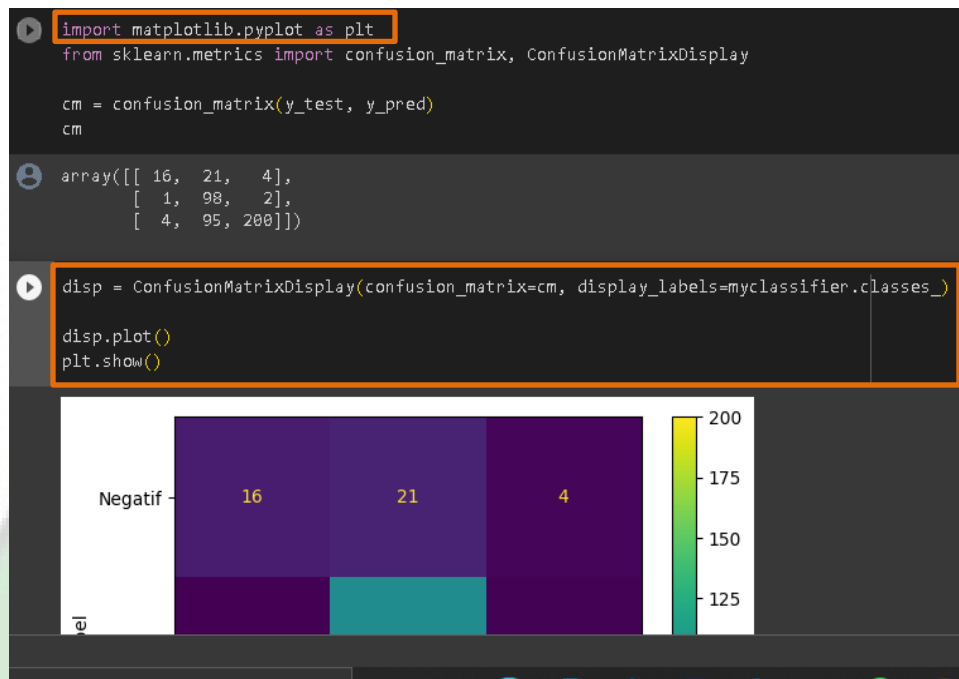 import matplotlib.pyplot as plt
from sklearn.metrics import confusion_matrix, ConfusionMatrixDisplay
cm = confusion_matrix(y_test, y_pred)
cm
array([[ 16, 21, 4],
[ 1, 98, 2],
[ 4, 95, 200]])
disp = ConfusionMatrixDisplay(confusion_matrix=cm, display_labels=myclassifier.classes_)
disp.plot()
plt.show()
200
175
Negatif 16 21 4
150
125